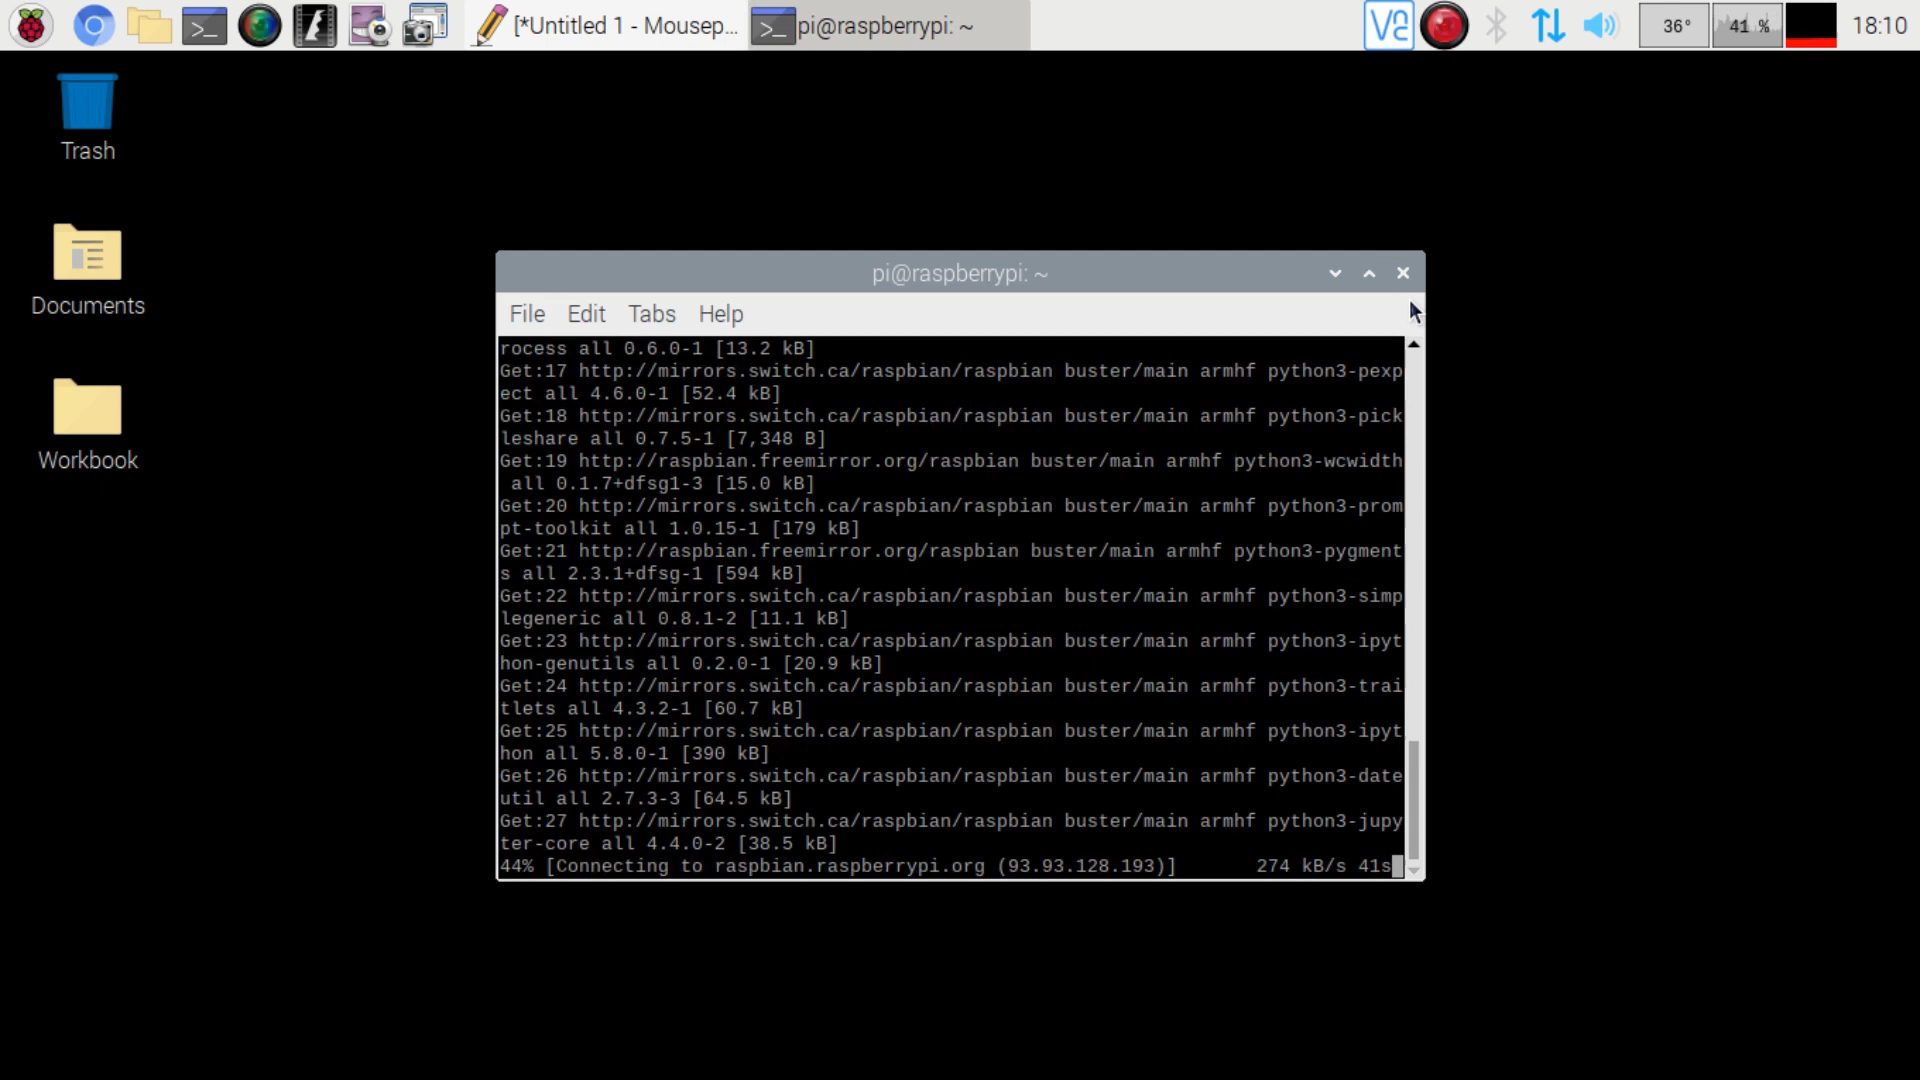 [*Untitled 1 - Mousep...
pi@raspberrypi: ~
36°
41 %
18:10
Trash
Documents
Workbook
pi@raspberrypi: ~
File Edit Tabs Help
rocess all 0.6.0-1 [13.2 kB]
Get:17 http://mirrors.switch.ca/raspbian/raspbian buster/main armhf python3-pexp
ect all 4.6.0-1 [52.4 kB]
Get:18 http://mirrors.switch.ca/raspbian/raspbian buster/main armhf python3-pick
leshare all 0.7.5-1 [7,348 B]
Get:19 http://raspbian.freemirror.org/raspbian buster/main armhf python3-wcwidth
 all 0.1.7+dfsg1-3 [15.0 kB]
Get:20 http://mirrors.switch.ca/raspbian/raspbian buster/main armhf python3-prom
pt-toolkit all 1.0.15-1 [179 kB]
Get:21 http://raspbian.freemirror.org/raspbian buster/main armhf python3-pygment
s all 2.3.1+dfsg-1 [594 kB]
Get:22 http://mirrors.switch.ca/raspbian/raspbian buster/main armhf python3-simp
legeneric all 0.8.1-2 [11.1 kB]
Get:23 http://mirrors.switch.ca/raspbian/raspbian buster/main armhf python3-ipyt
hon-genutils all 0.2.0-1 [20.9 kB]
Get:24 http://mirrors.switch.ca/raspbian/raspbian buster/main armhf python3-trai
tlets all 4.3.2-1 [60.7 kB]
Get:25 http://mirrors.switch.ca/raspbian/raspbian buster/main armhf python3-ipyt
hon all 5.8.0-1 [390 kB]
Get:26 http://mirrors.switch.ca/raspbian/raspbian buster/main armhf python3-date
util all 2.7.3-3 [64.5 kB]
Get:27 http://mirrors.switch.ca/raspbian/raspbian buster/main armhf python3-jupy
ter-core all 4.4.0-2 [38.5 kB]
44% [Connecting to raspbian.raspberrypi.org (93.93.128.193)] 274 kB/s 41s